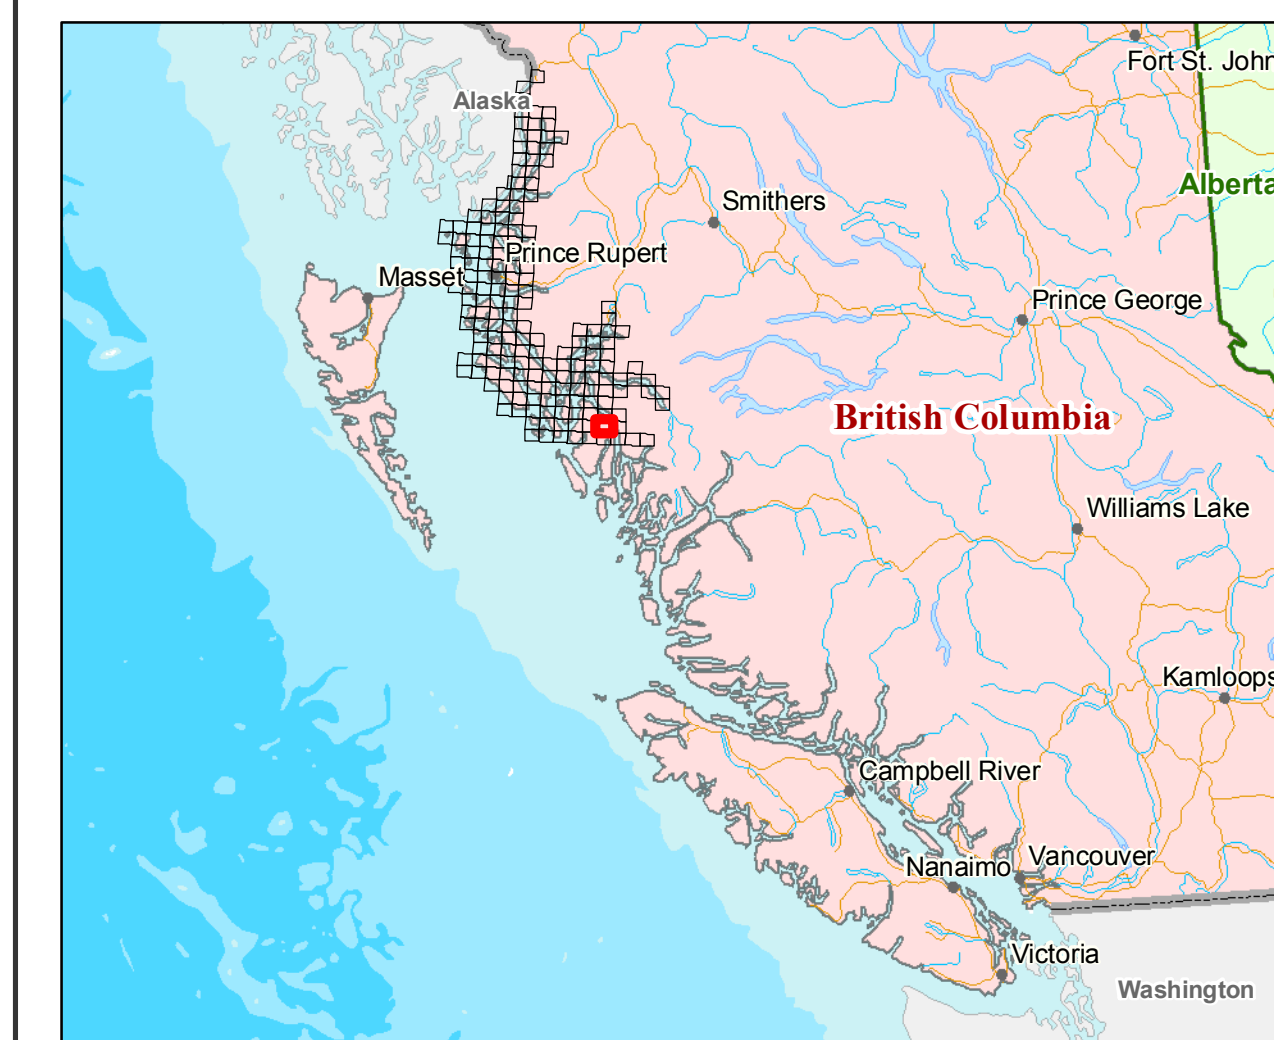 Fort St. John
Alaska
Alberta
Smithers
Prince Rupert
Masset
Prince George
British Columbia
Williams Lake
Kamloops
Campbell River
Nanaimo
Vancouver
Victoria
Washington